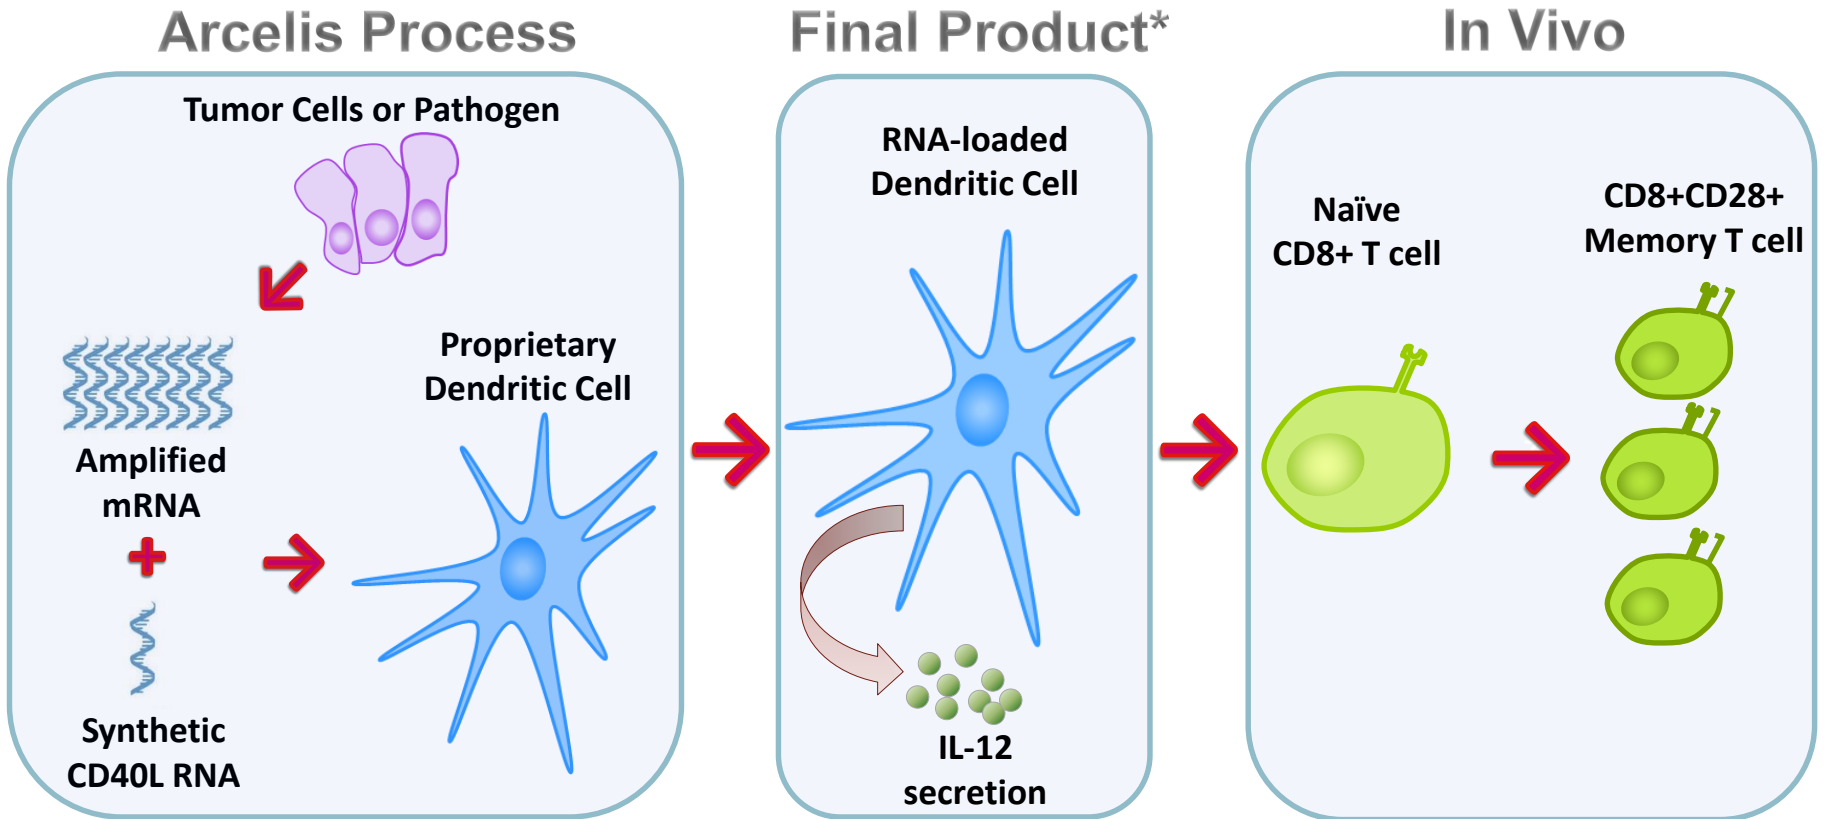 Arcelis Process
Tumor Cells or Pathogen
Amplified
mRNA
+
Synthetic
CD40L RNA
Proprietary
Dendritic Cell
Final Product*
RNA-loaded
Dendritic Cell
IL-12
secretion
In Vivo
Naïve
CD8+ T cell
CD8+CD28+
Memory T cell